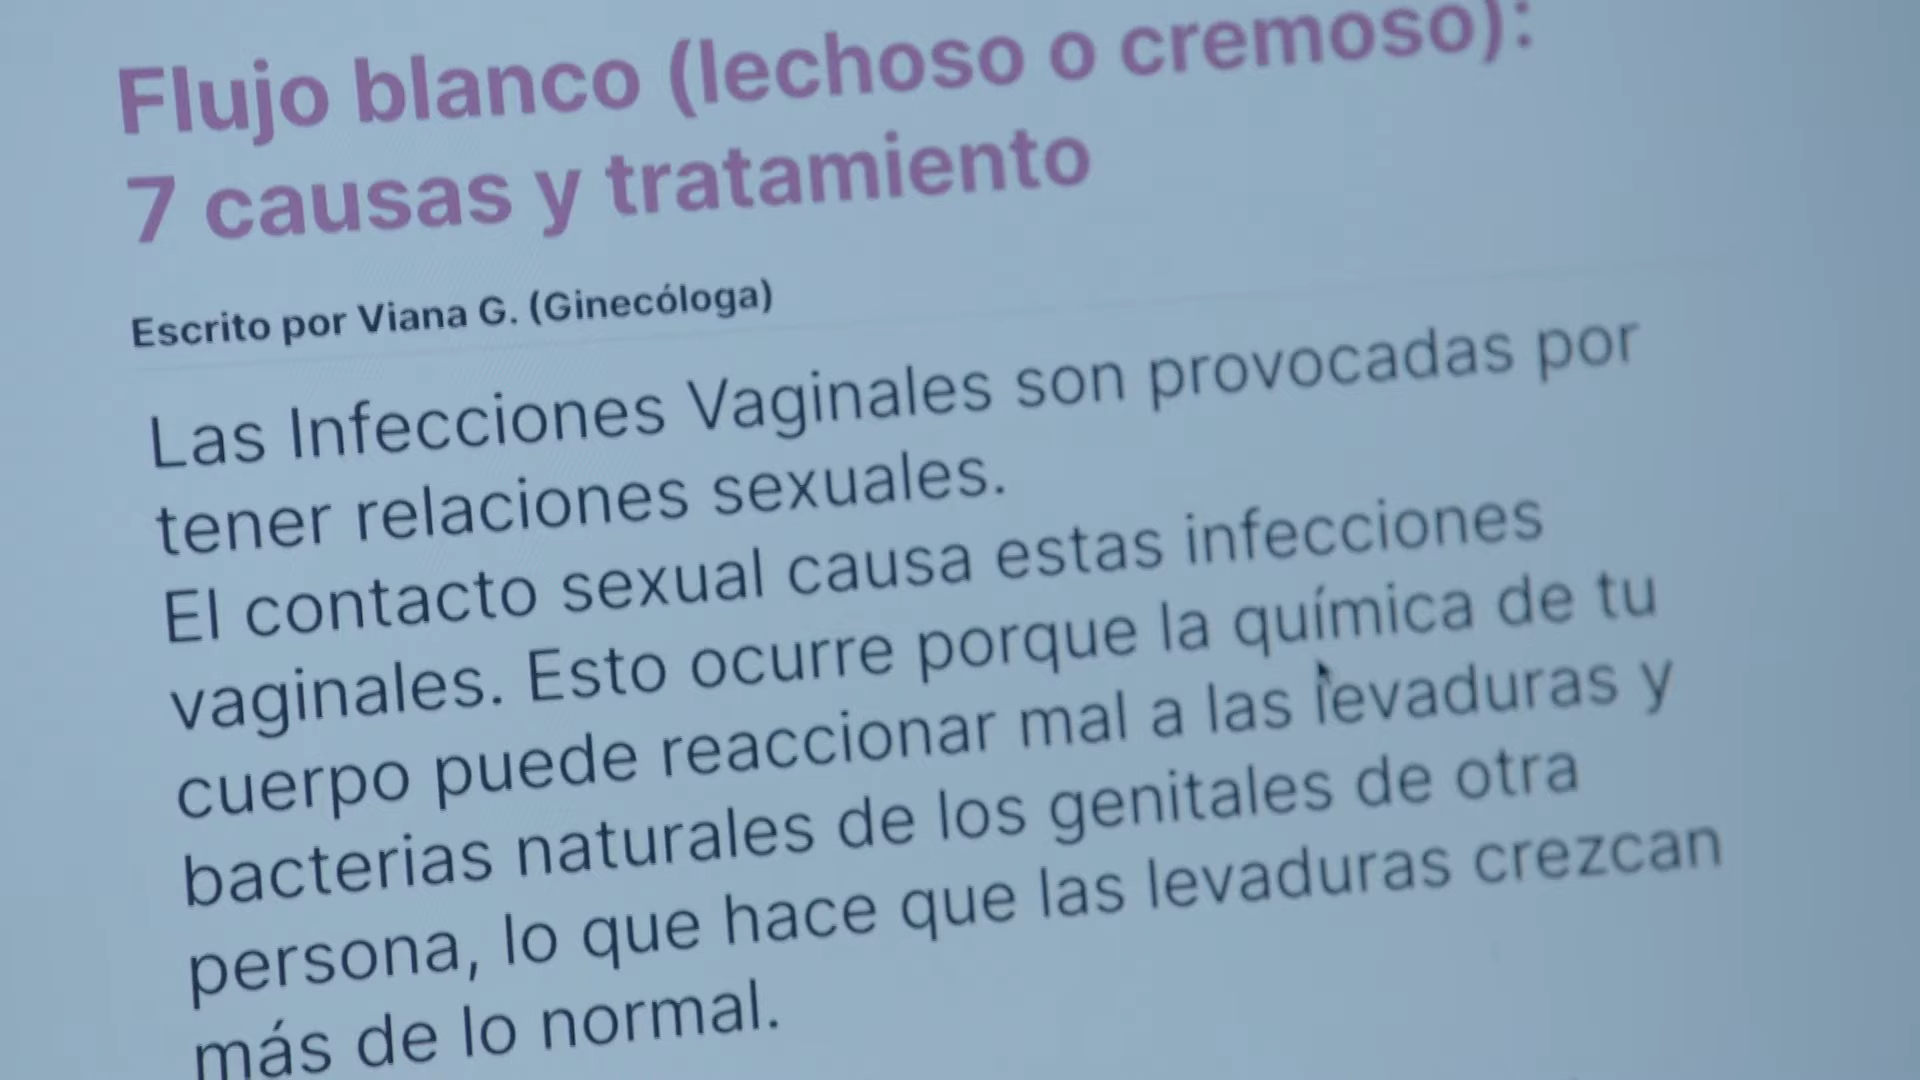 Flujo blanco (lechoso o cremoso):
7 causas y tratamiento
Escrito por Viana G. (Ginecóloga)
Las Infecciones Vaginales son provocadas por
tener relaciones sexuales.
El contacto sexual causa estas infecciones
vaginales. Esto ocurre porque la química de tu
cuerpo puede reaccionar mal a las levaduras y
bacterias naturales de los genitales de otra
persona, lo que hace que las levaduras crezcan
más de lo normal.